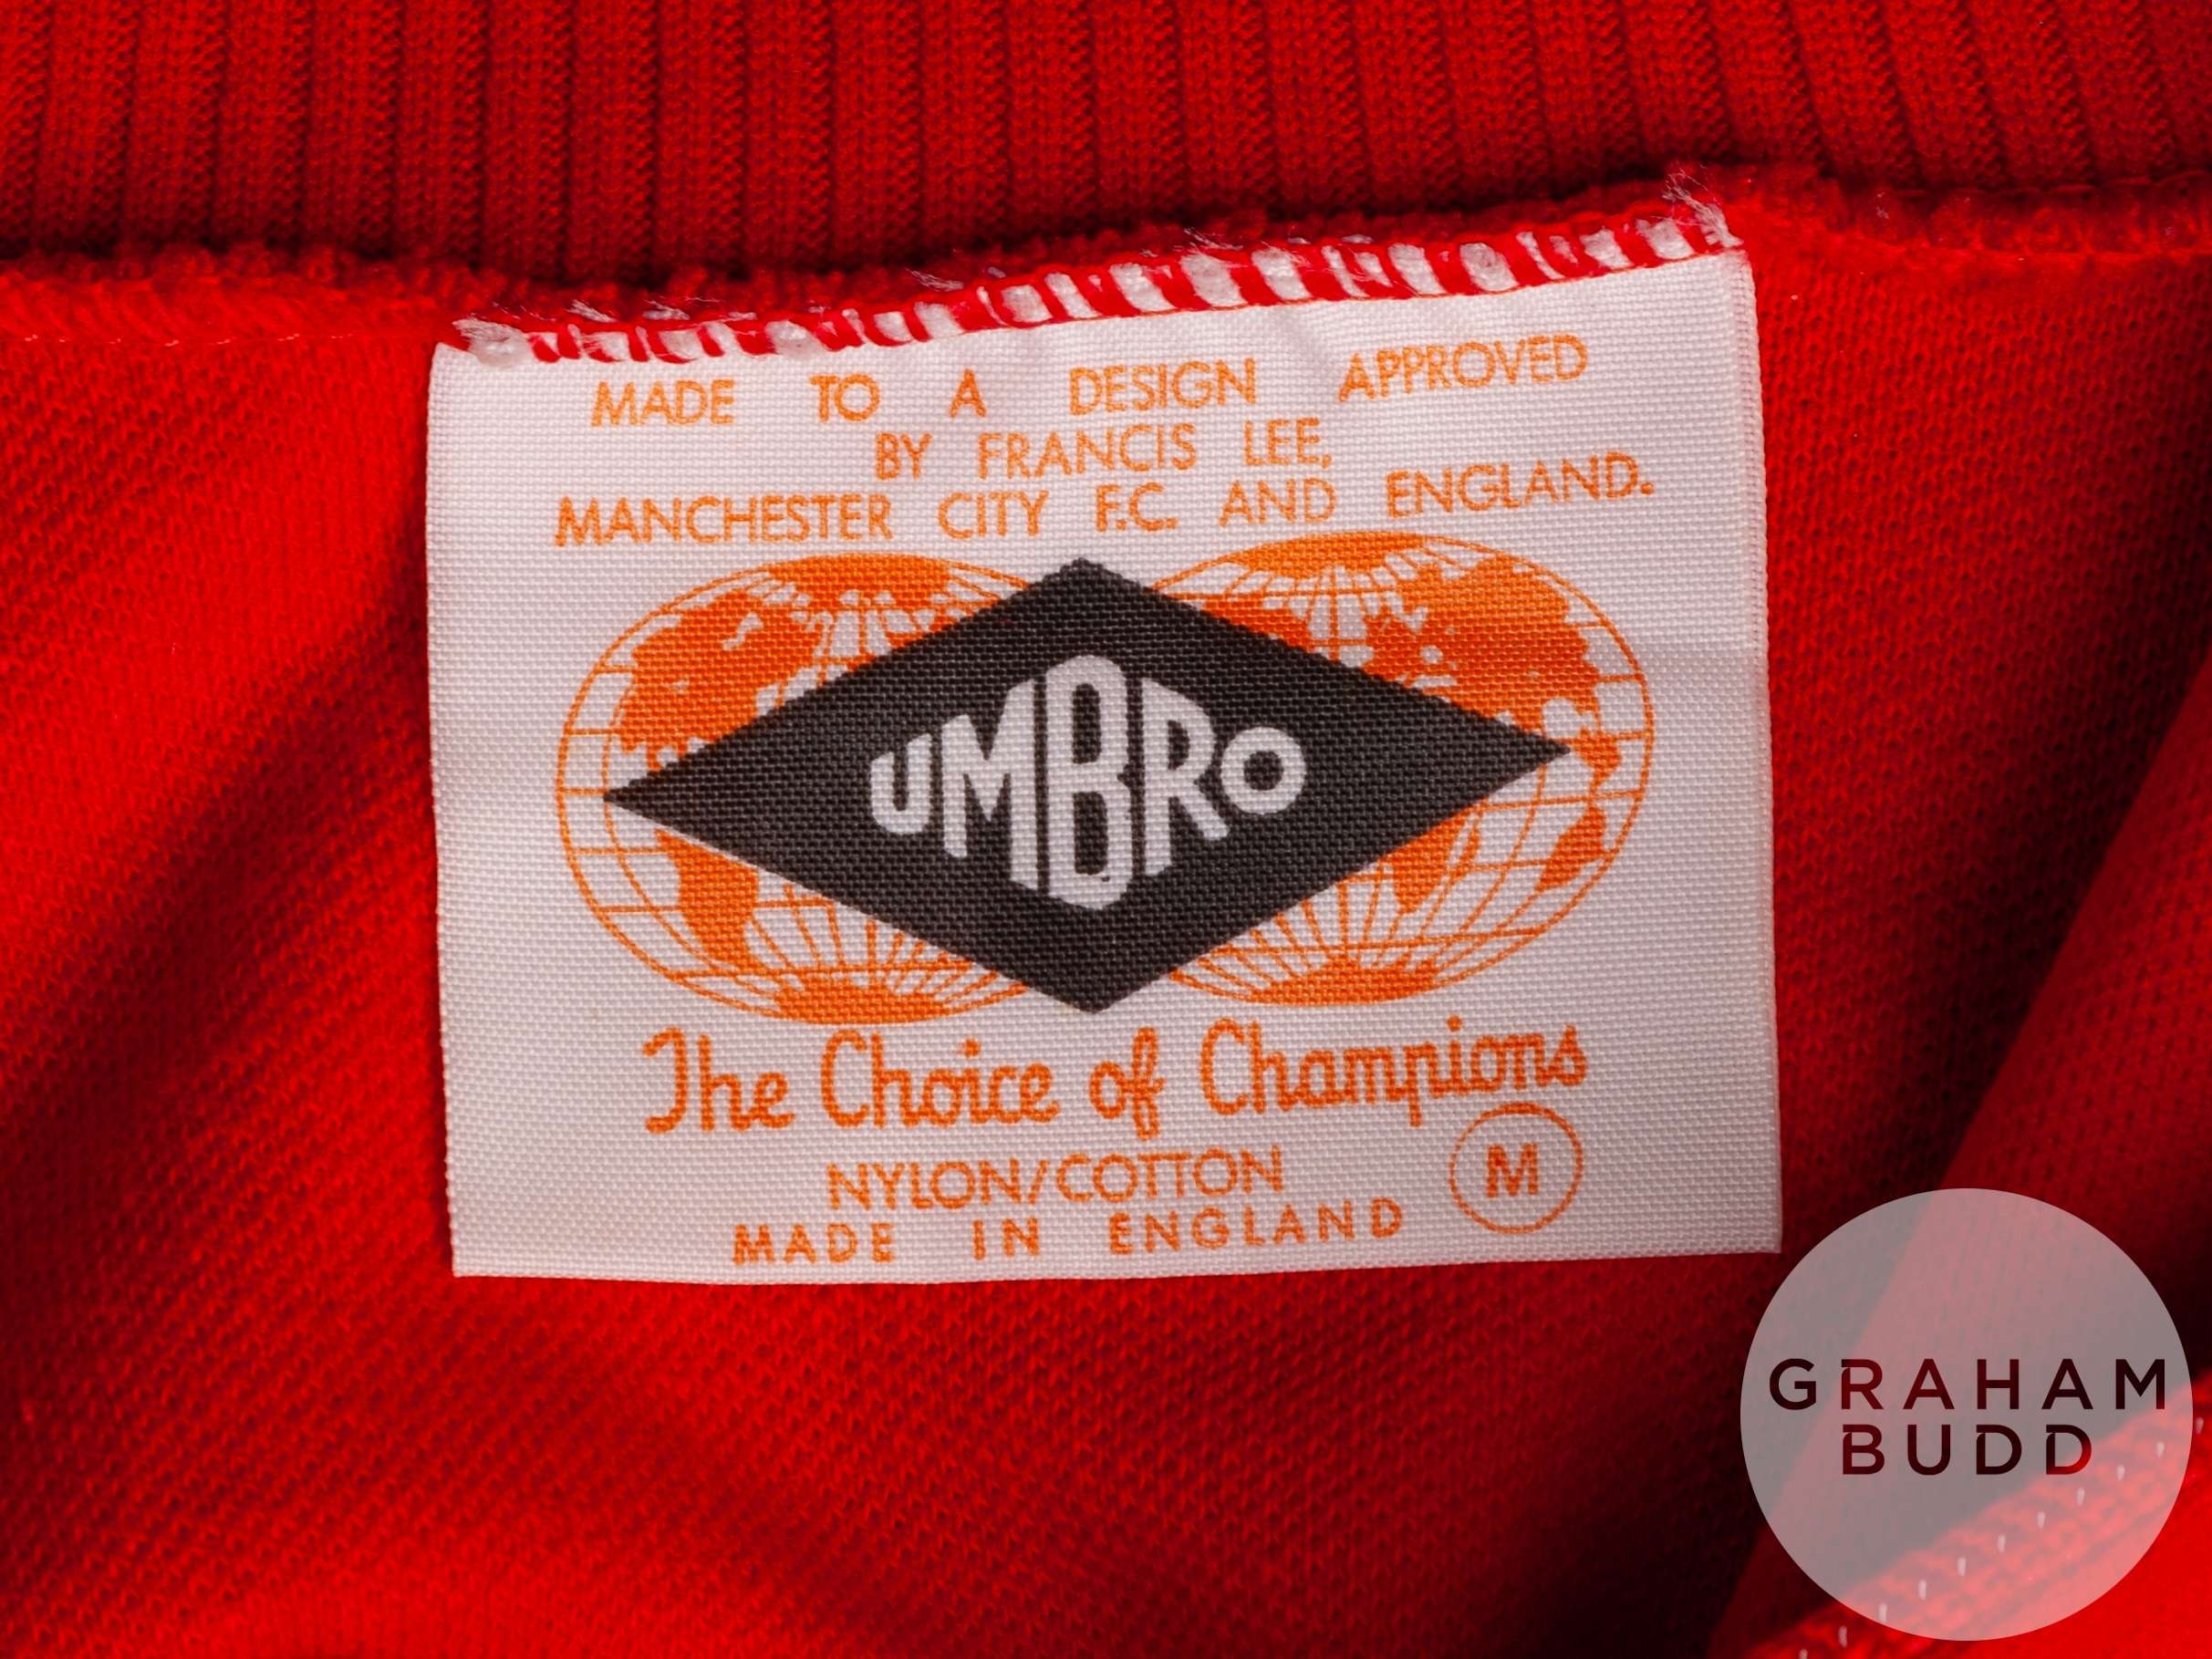 MADE TO A DESIGN APPROVED
BY FRANCIS LEE,
MANCHESTER CITY F.C. AND ENGLAND.
UMBRO
The Choice of Champions
NYLON/COTTON M
MADE IN ENGLAND
GRAHAM
BUDD